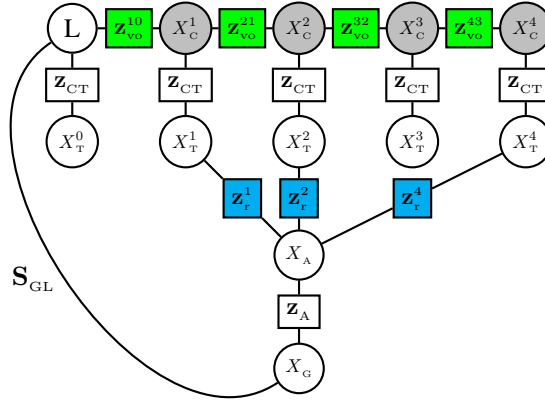 L z_vo^10 X_C^1 z_vo^21 X_C^2 z_vo^32 X_C^3 z_vo^43 X_C^4
z_CT z_CT z_CT z_CT z_CT
X_T^0 X_T^1 X_T^2 X_T^3 X_T^4
z_r^1 z_r^2 z_r^4
X_A
S_GL
z_A
X_G